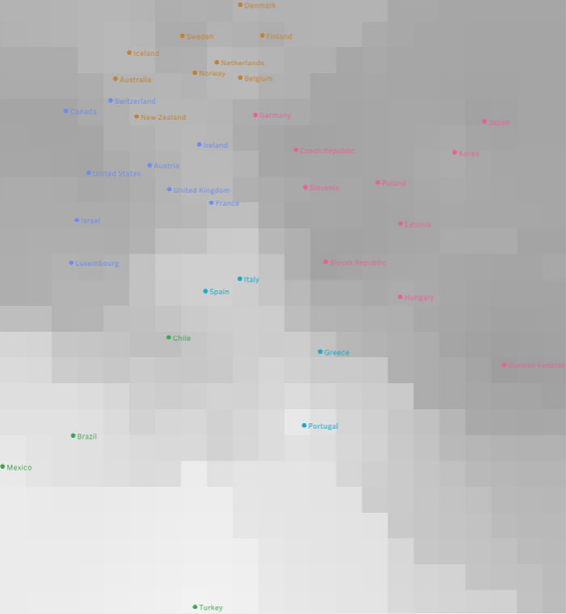 Denmark
Sweden
Finland
Iceland
Netherlands
Norway
Belgium
Australia
Switzerland
Canada
New Zealand
Germany
Japan
Ireland
Czech Republic
Korea
Austria
United States
Poland
Slovenia
United Kingdom
France
Israel
Estonia
Luxembourg
Slovak Republic
Italy
Spain
Hungary
Chile
Greece
Russian Federati
Portugal
Brazil
Mexico
Turkey